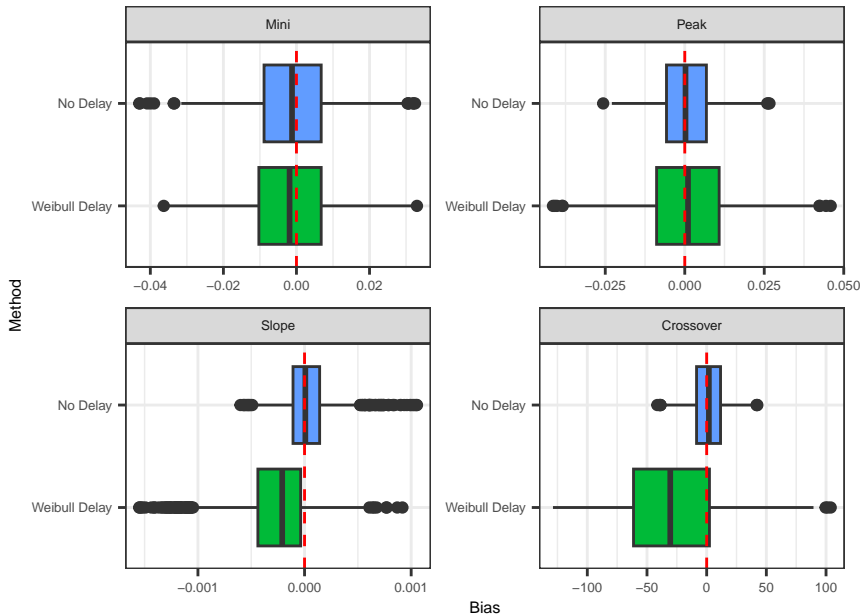 Mini
Peak
No Delay
Weibull Delay
−0.04 −0.02 0.00 0.02
No Delay
Weibull Delay
−0.025 0.000 0.025 0.050
Slope
Crossover
No Delay
Weibull Delay
−0.001 0.000 0.001
No Delay
Weibull Delay
−100 −50 0 50 100
Method
Bias